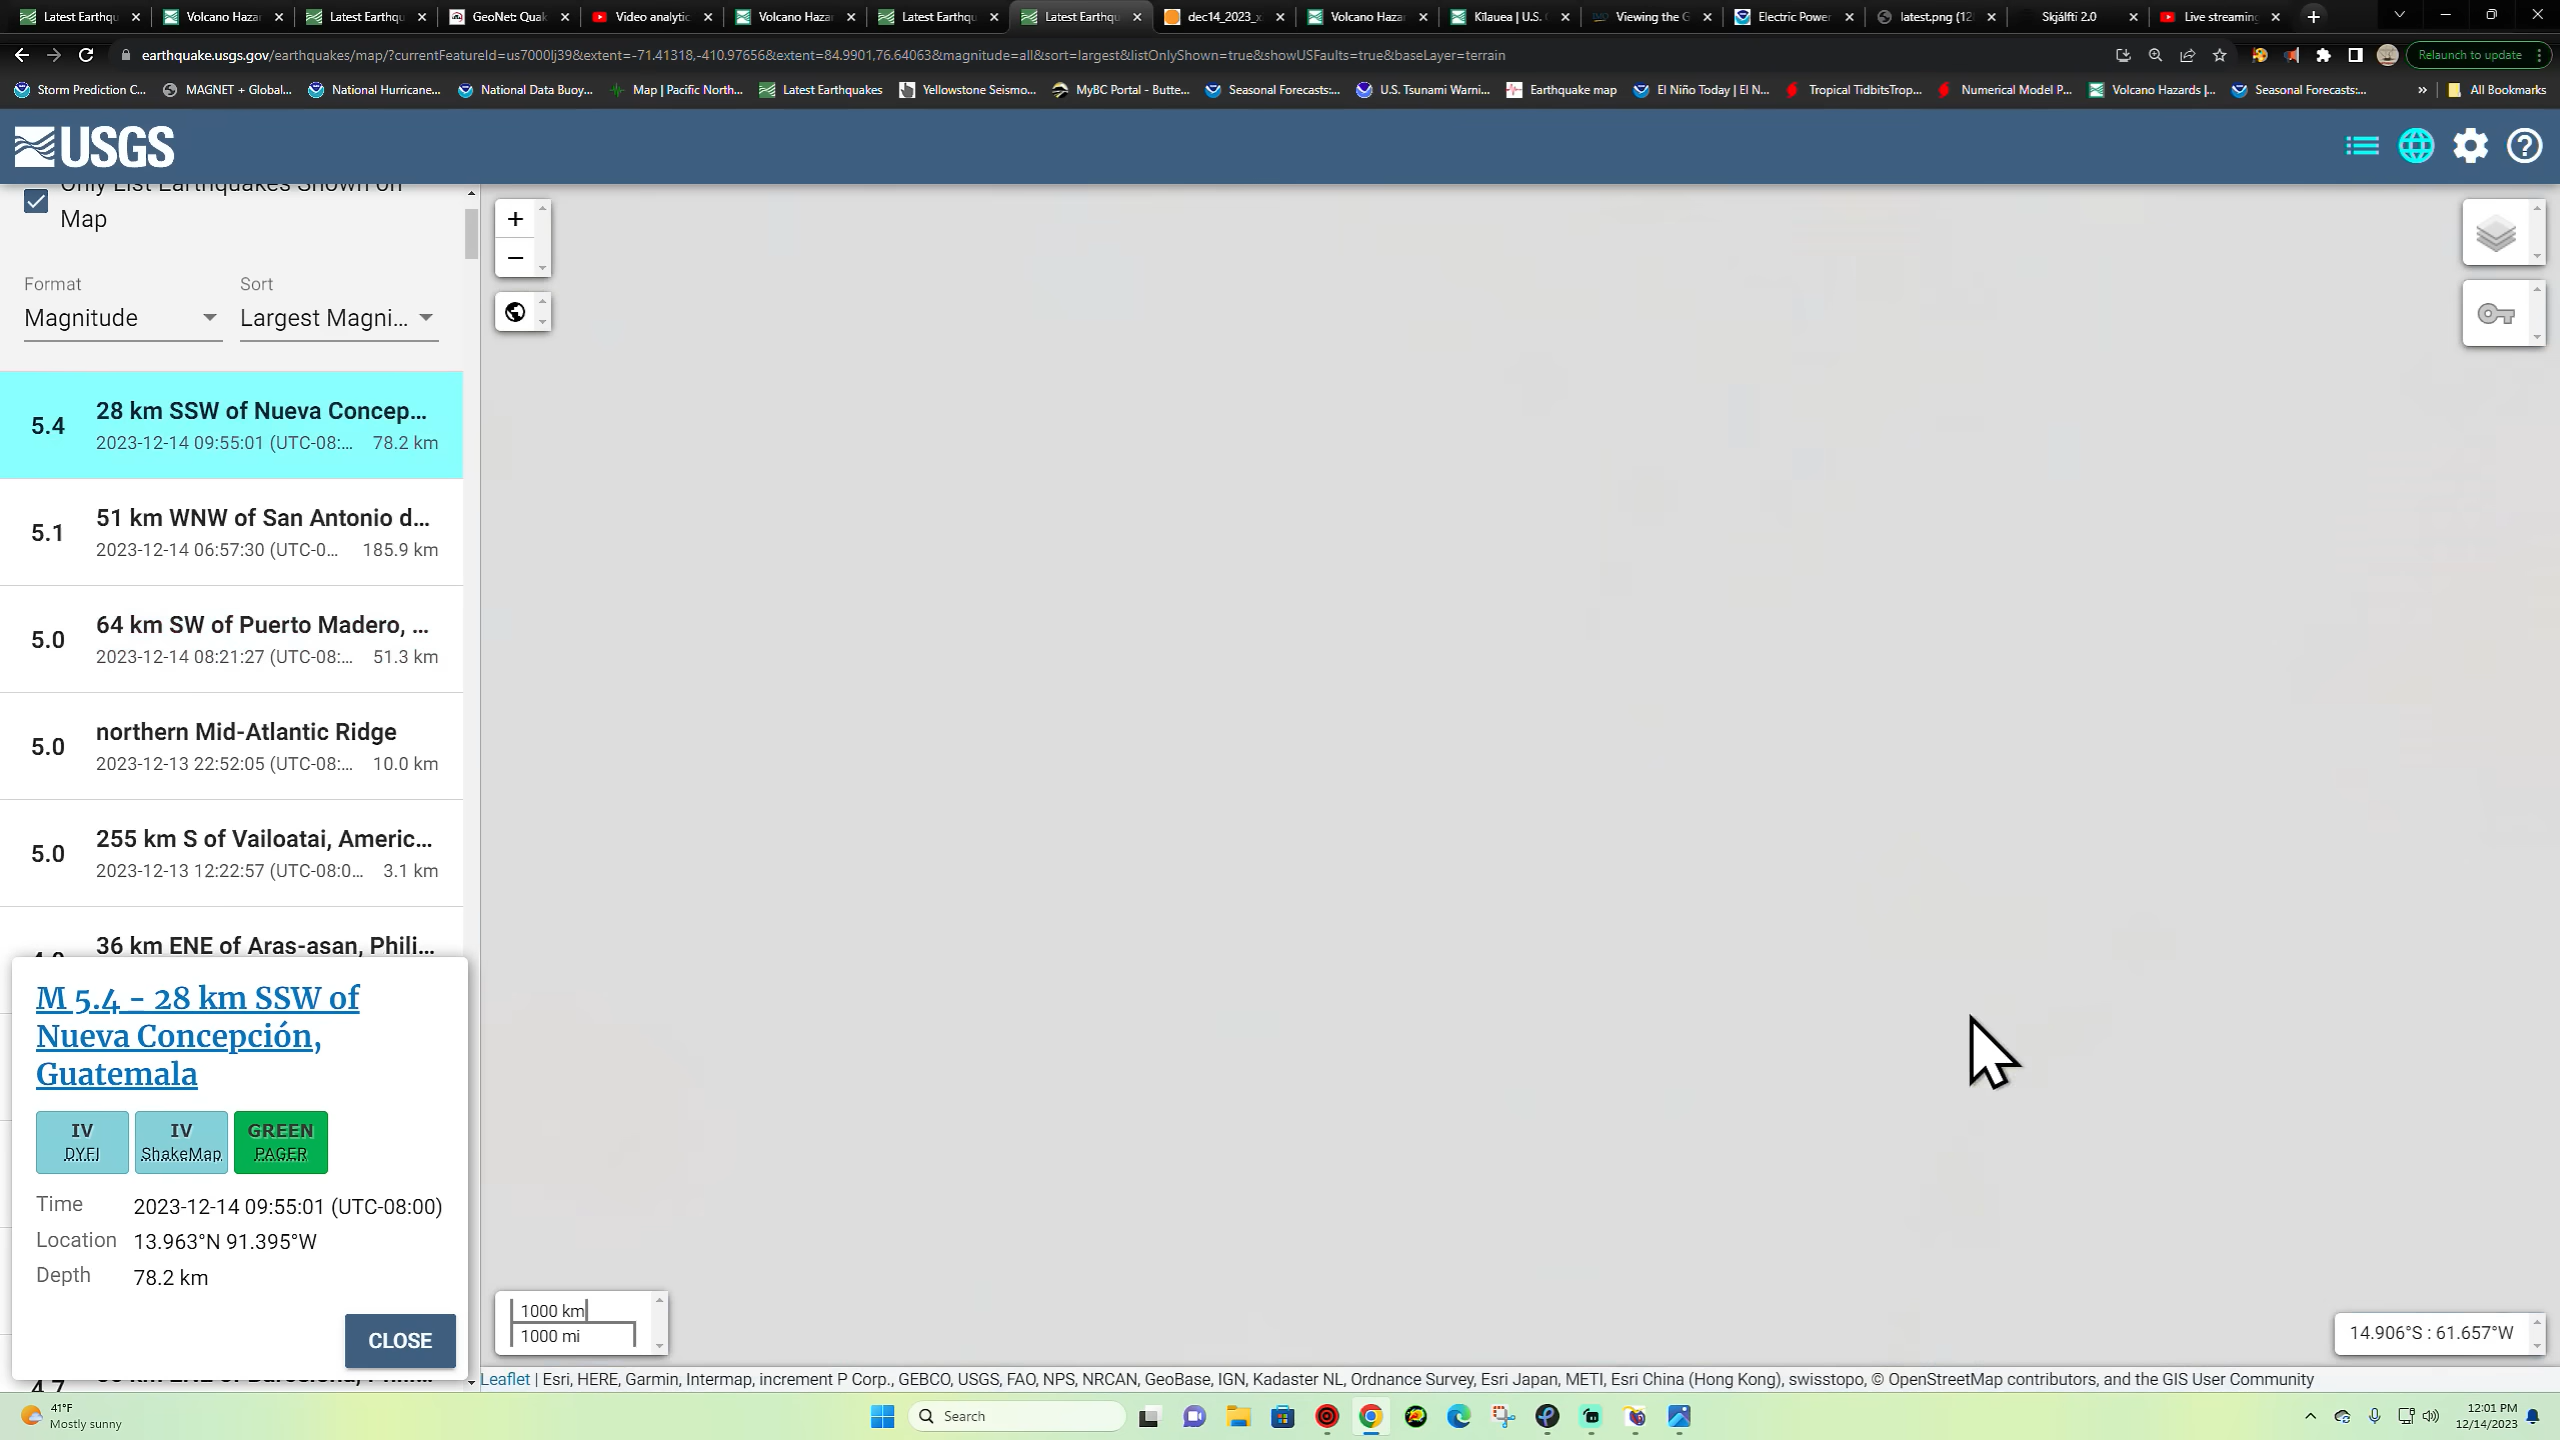 Latest Earthqu
Volcano Hazar
Latest Earthqu
GeoNet: Quak
Video analytic
Volcano Hazar
Latest Earthqu
Latest Earthqu
dec14_2023_x
Volcano Hazar
Kīlauea | U.S.
Viewing the G
Electric Power
latest.png (12
Skjálfti 2.0
Live streaming
earthquake.usgs.gov/earthquakes/map/?currentFeatureId=us7000lj39&extent=-71.41318,-410.97656&extent=84.9901,76.64063&magnitude=all&sort=largest&listOnlyShown=true&showUSFaults=true&baseLayer=terrain
Relaunch to update
Storm Prediction C...
MAGNET + Global...
National Hurricane...
National Data Buoy...
Map | Pacific North...
Latest Earthquakes
Yellowstone Seismo...
MyBC Portal - Butte...
Seasonal Forecasts:...
U.S. Tsunami Warni...
Earthquake map
El Niño Today | El N...
Tropical TidbitsTrop...
Numerical Model P...
Volcano Hazards |...
Seasonal Forecasts:...
All Bookmarks
USGS
Only List Earthquakes Shown on
Map
Format
Sort
Magnitude
Largest Magni...
5.4
28 km SSW of Nueva Concep...
2023-12-14 09:55:01 (UTC-08:... 78.2 km
5.1
51 km WNW of San Antonio d...
2023-12-14 06:57:30 (UTC-0... 185.9 km
5.0
64 km SW of Puerto Madero, ...
2023-12-14 08:21:27 (UTC-08:... 51.3 km
5.0
northern Mid-Atlantic Ridge
2023-12-13 22:52:05 (UTC-08:... 10.0 km
5.0
255 km S of Vailoatai, Americ...
2023-12-13 12:22:57 (UTC-08:0... 3.1 km
36 km ENE of Aras-asan, Phili...
M 5.4 - 28 km SSW of
Nueva Concepción,
Guatemala
IV
DYFI
IV
ShakeMap
GREEN
PAGER
Time 2023-12-14 09:55:01 (UTC-08:00)
Location 13.963°N 91.395°W
Depth 78.2 km
CLOSE
4.7
1000 km
1000 mi
14.906°S : 61.657°W
Leaflet | Esri, HERE, Garmin, Intermap, increment P Corp., GEBCO, USGS, FAO, NPS, NRCAN, GeoBase, IGN, Kadaster NL, Ordnance Survey, Esri Japan, METI, Esri China (Hong Kong), swisstopo, © OpenStreetMap contributors, and the GIS User Community
41°F
Mostly sunny
Search
12:01 PM
12/14/2023